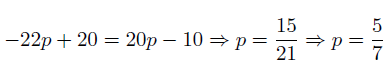 −22p + 20 = 20p − 10 ⇒ p = 15/21 ⇒ p = 5/7